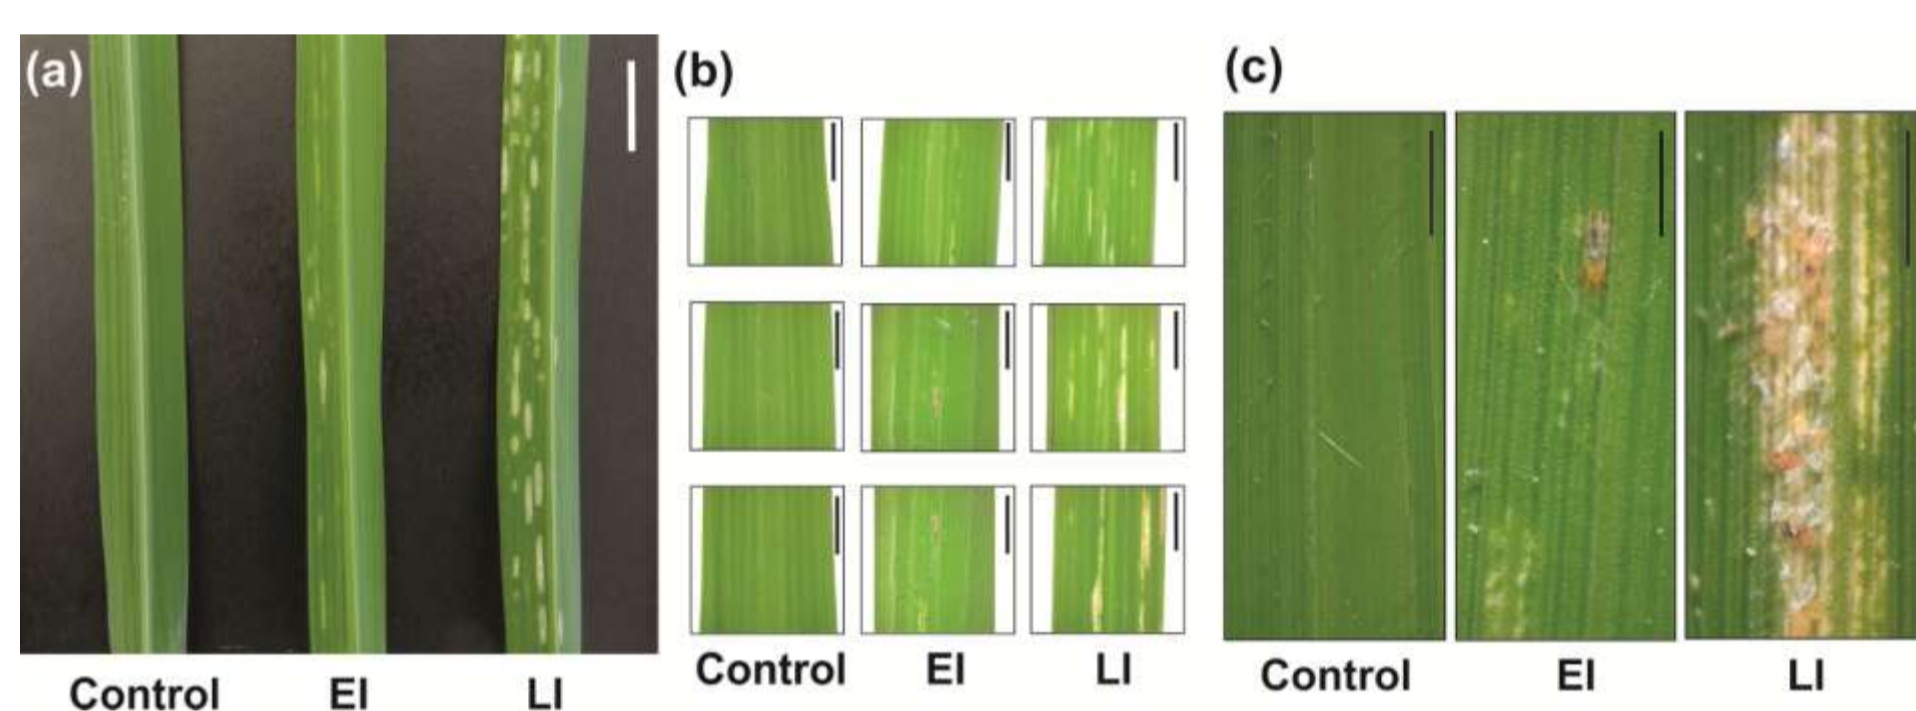 (a)
Control EI LI
(b)
Control EI LI
(c)
Control EI LI